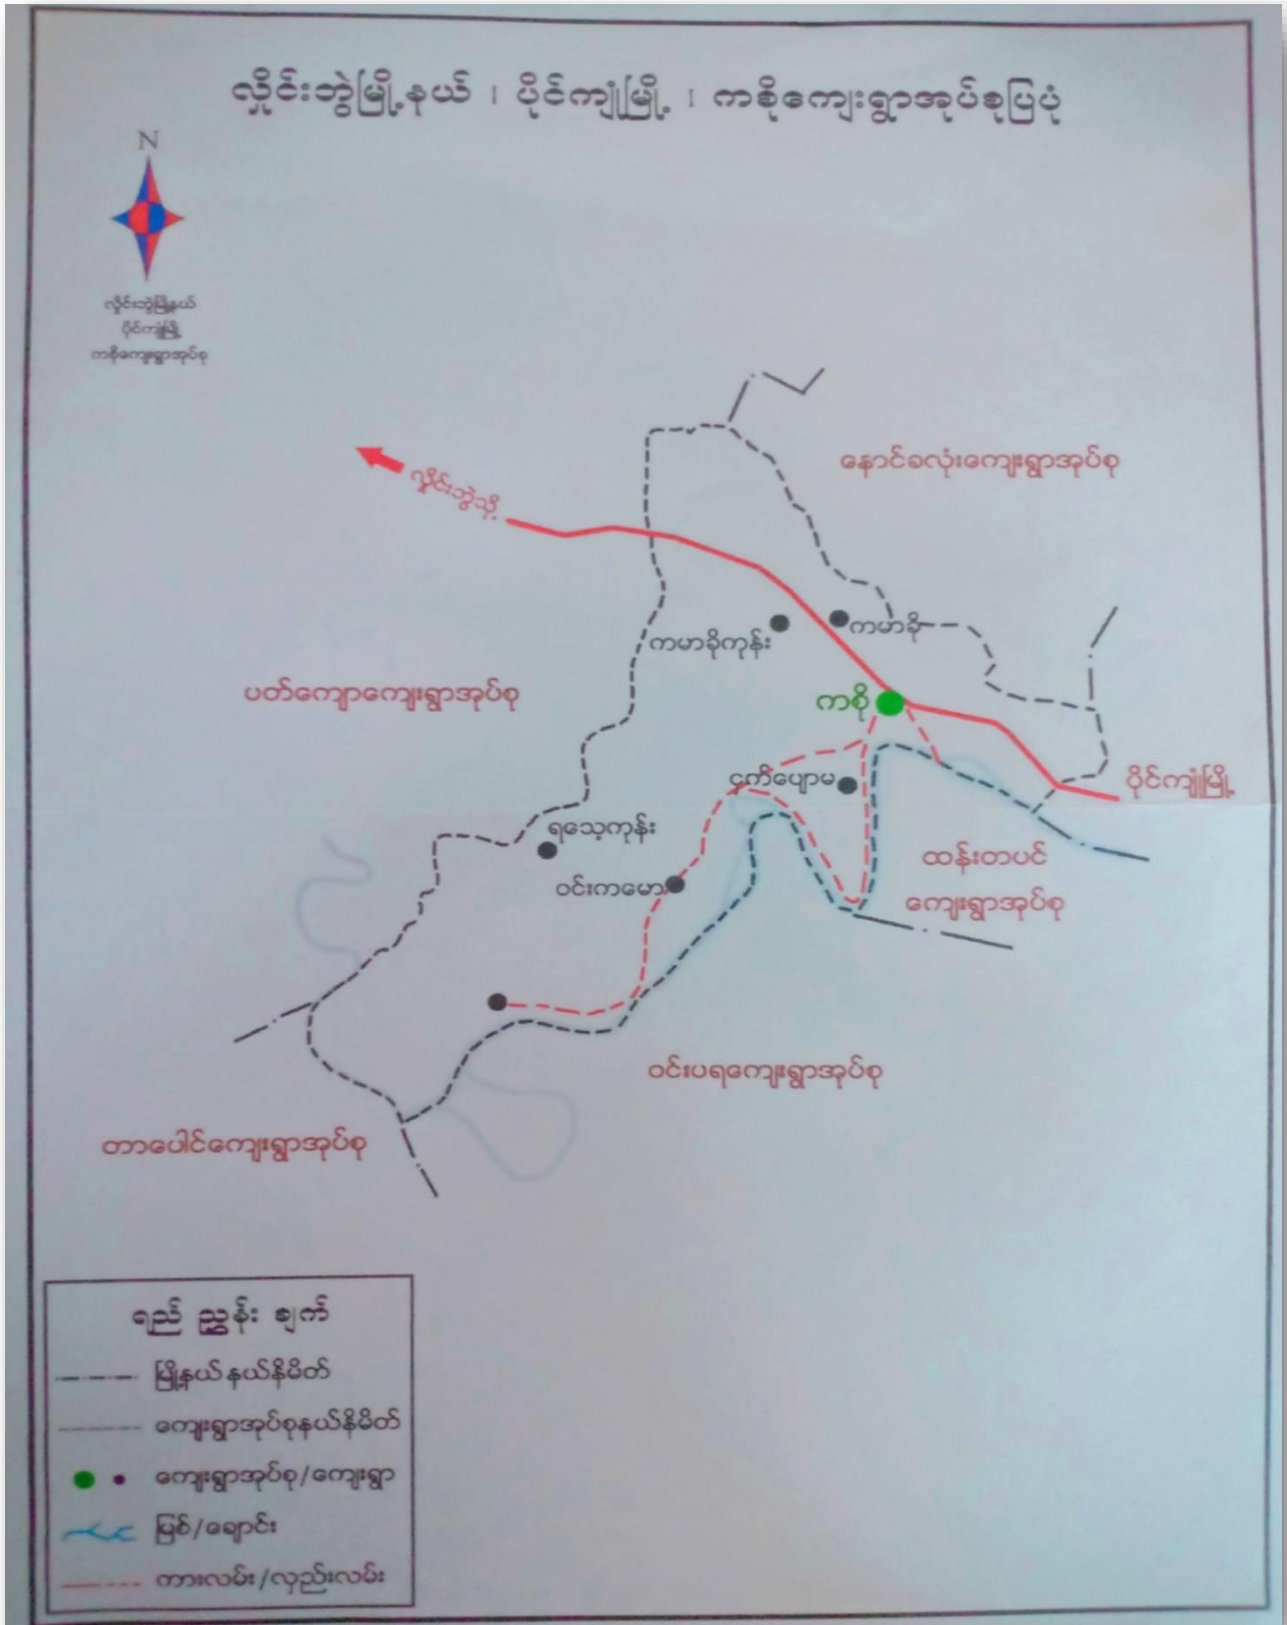 လှိုင်းဘွဲမြို့နယ် ၊ ပိုင်ကျုံမြို့ ၊ ကစိုကျေးရွာအုပ်စုပြပုံ
N
လှိုင်းဘွဲမြို့နယ်
ပိုင်ကျုံမြို့
ကစိုကျေးရွာအုပ်စု
နောင်ခလုံးကျေးရွာအုပ်စု
လှိုင်းဘွဲသို့
ကမာခိုကုန်း
ကမာခို
ပတ်ကျောကျေးရွာအုပ်စု
ကစို
ငှက်ပျောမ
ပိုင်ကျုံမြို့
ရသေ့ကုန်း
ဝင်းကမော
ထန်းတပင်
ကျေးရွာအုပ်စု
ဝင်းပရကျေးရွာအုပ်စု
တာပေါင်ကျေးရွာအုပ်စု
ရည် ညွှန်း ချက်
မြို့နယ်နယ်နိမိတ်
ကျေးရွာအုပ်စုနယ်နိမိတ်
ကျေးရွာအုပ်စု/ကျေးရွာ
မြစ်/ချောင်း
ကားလမ်း/လှည်းလမ်း